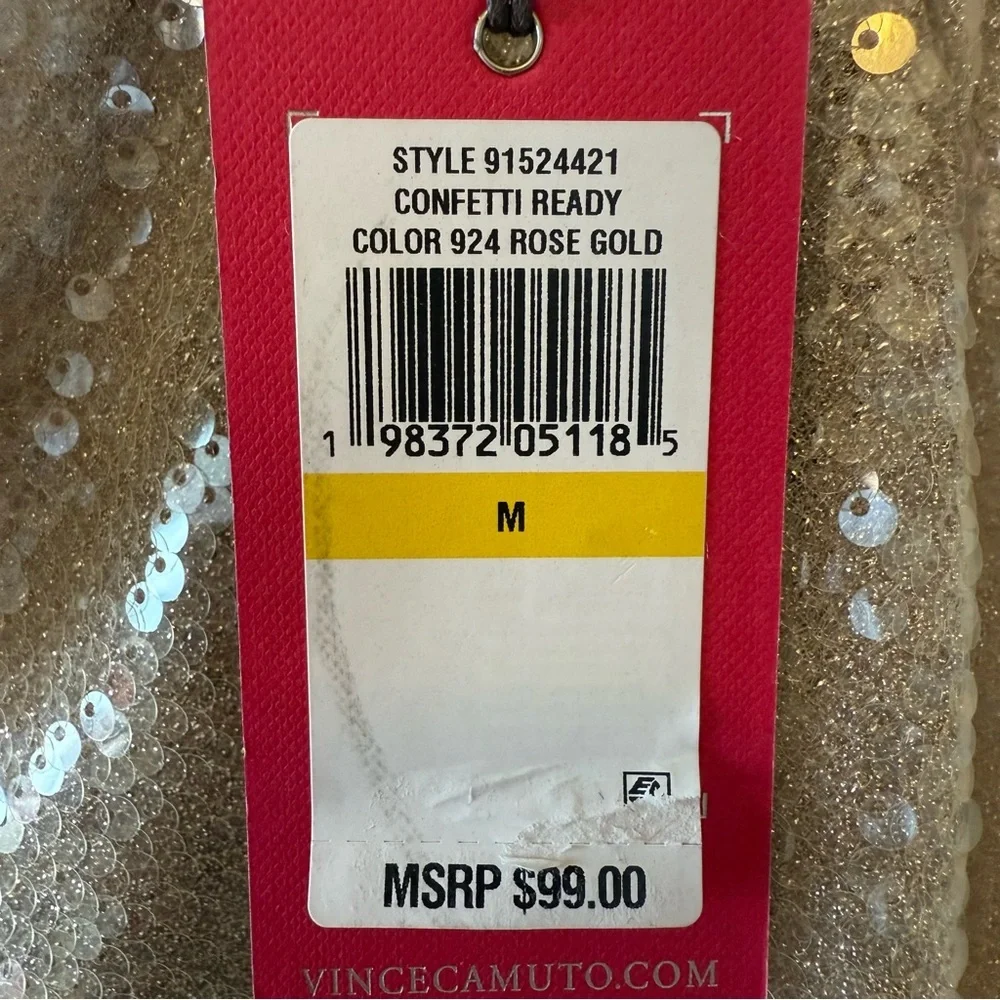 STYLE 91524421
CONFETTI READY
COLOR 924 ROSE GOLD
1 98372 05118 5
M
MSRP $99.00
VINCECAMUTO.COM